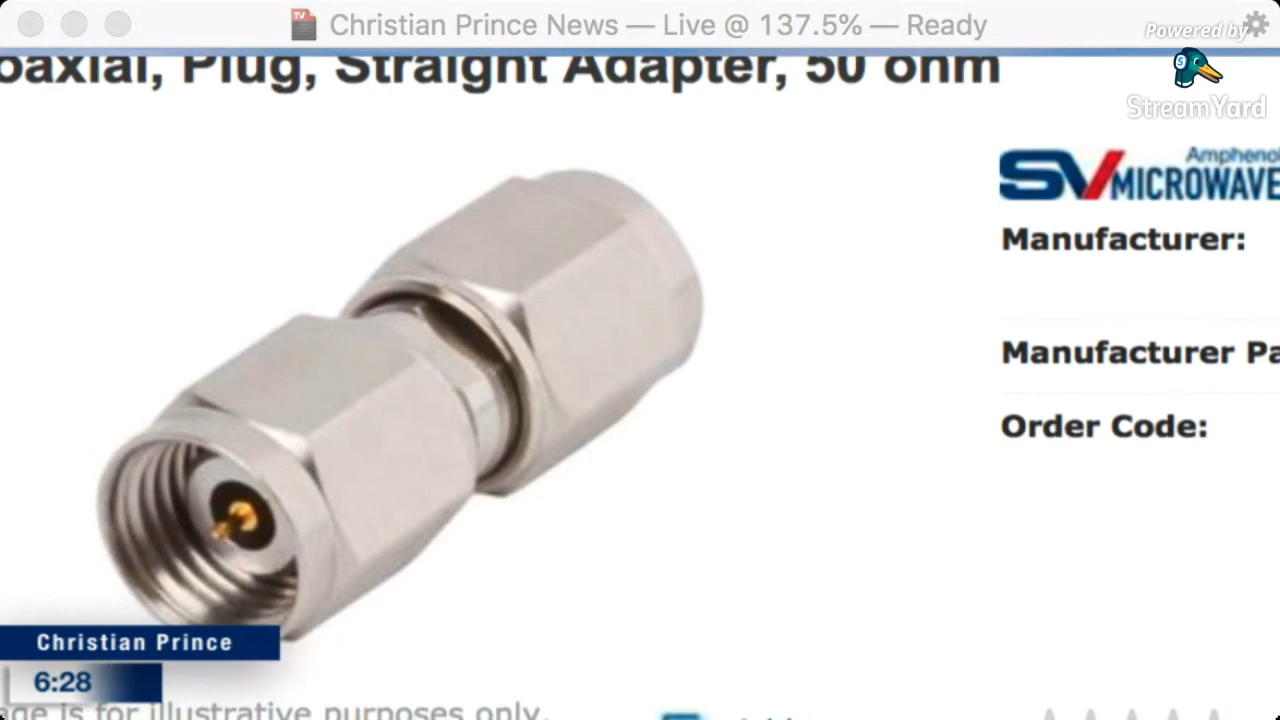 Christian Prince News — Live @ 137.5% — Ready
Powered by
StreamYard
oaxial, Plug, Straight Adapter, 50 ohm
Amphenol
SV MICROWAVE
Manufacturer:
Manufacturer Pa
Order Code:
Christian Prince
6:28
age is for illustrative purposes only.